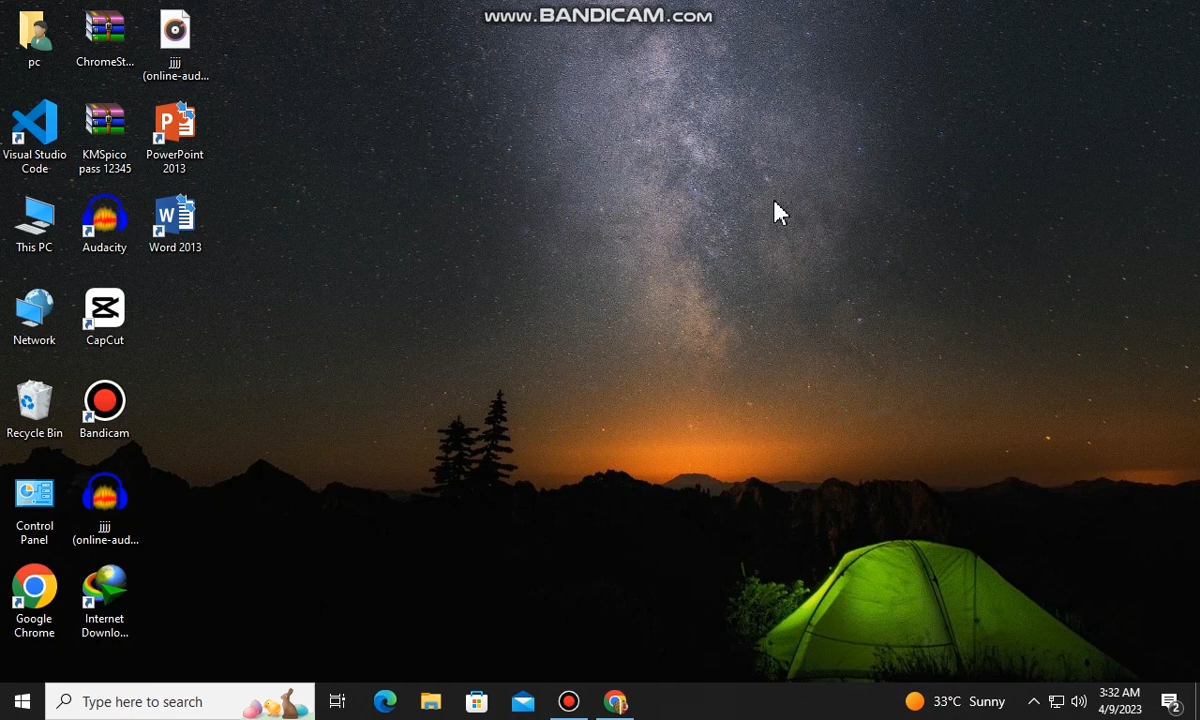 www.BANDICAM.com
pc
ChromeSt...
jjjj
(online-aud...
Visual Studio
Code
KMSpico
pass 12345
PowerPoint
2013
This PC
Audacity
Word 2013
Network
CapCut
Recycle Bin
Bandicam
Control
Panel
jjjj
(online-aud...
Google
Chrome
Internet
Downlo...
Type here to search
33°C Sunny
3:32 AM
4/9/2023
2